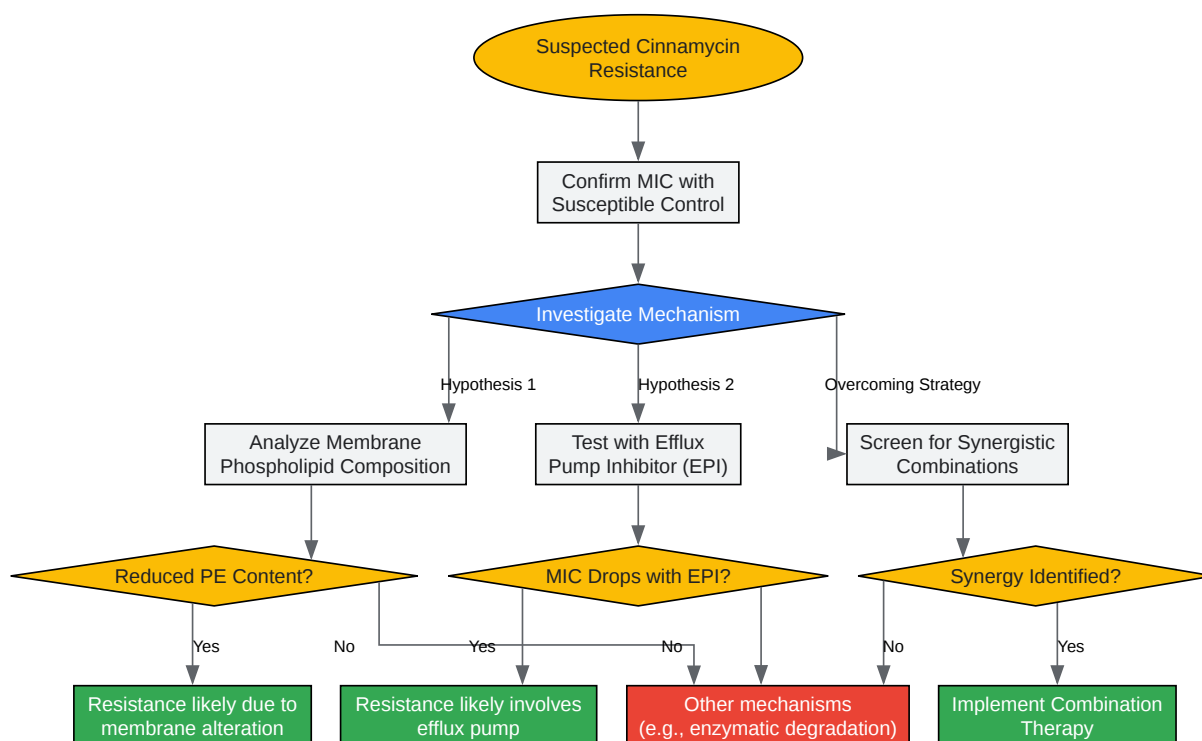 Suspected Cinnamycin
Resistance
Confirm MIC with
Susceptible Control
Investigate Mechanism
Hypothesis 1
Hypothesis 2
Overcoming Strategy
Analyze Membrane
Phospholipid Composition
Test with Efflux
Pump Inhibitor (EPI)
Screen for Synergistic
Combinations
Reduced PE Content?
MIC Drops with EPI?
Synergy Identified?
Yes
No
Yes
No
No
Yes
Resistance likely due to
membrane alteration
Resistance likely involves
efflux pump
Other mechanisms
(e.g., enzymatic degradation)
Implement Combination
Therapy